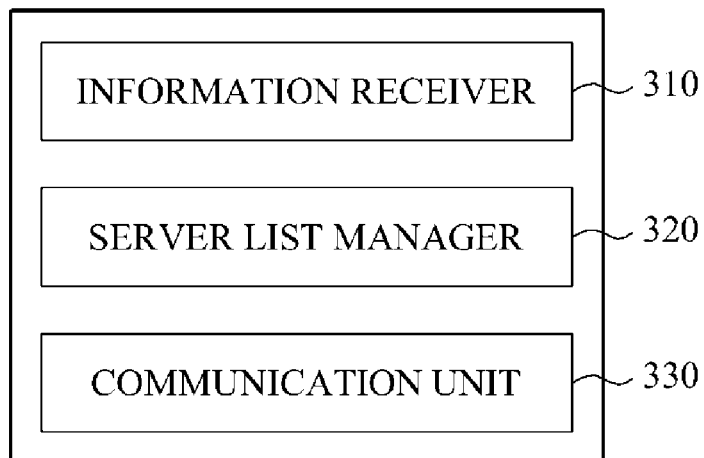 INFORMATION RECEIVER 310
SERVER LIST MANAGER 320
COMMUNICATION UNIT 330